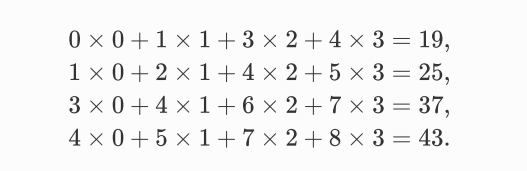 0 × 0 + 1 × 1 + 3 × 2 + 4 × 3 = 19,
1 × 0 + 2 × 1 + 4 × 2 + 5 × 3 = 25,
3 × 0 + 4 × 1 + 6 × 2 + 7 × 3 = 37,
4 × 0 + 5 × 1 + 7 × 2 + 8 × 3 = 43.